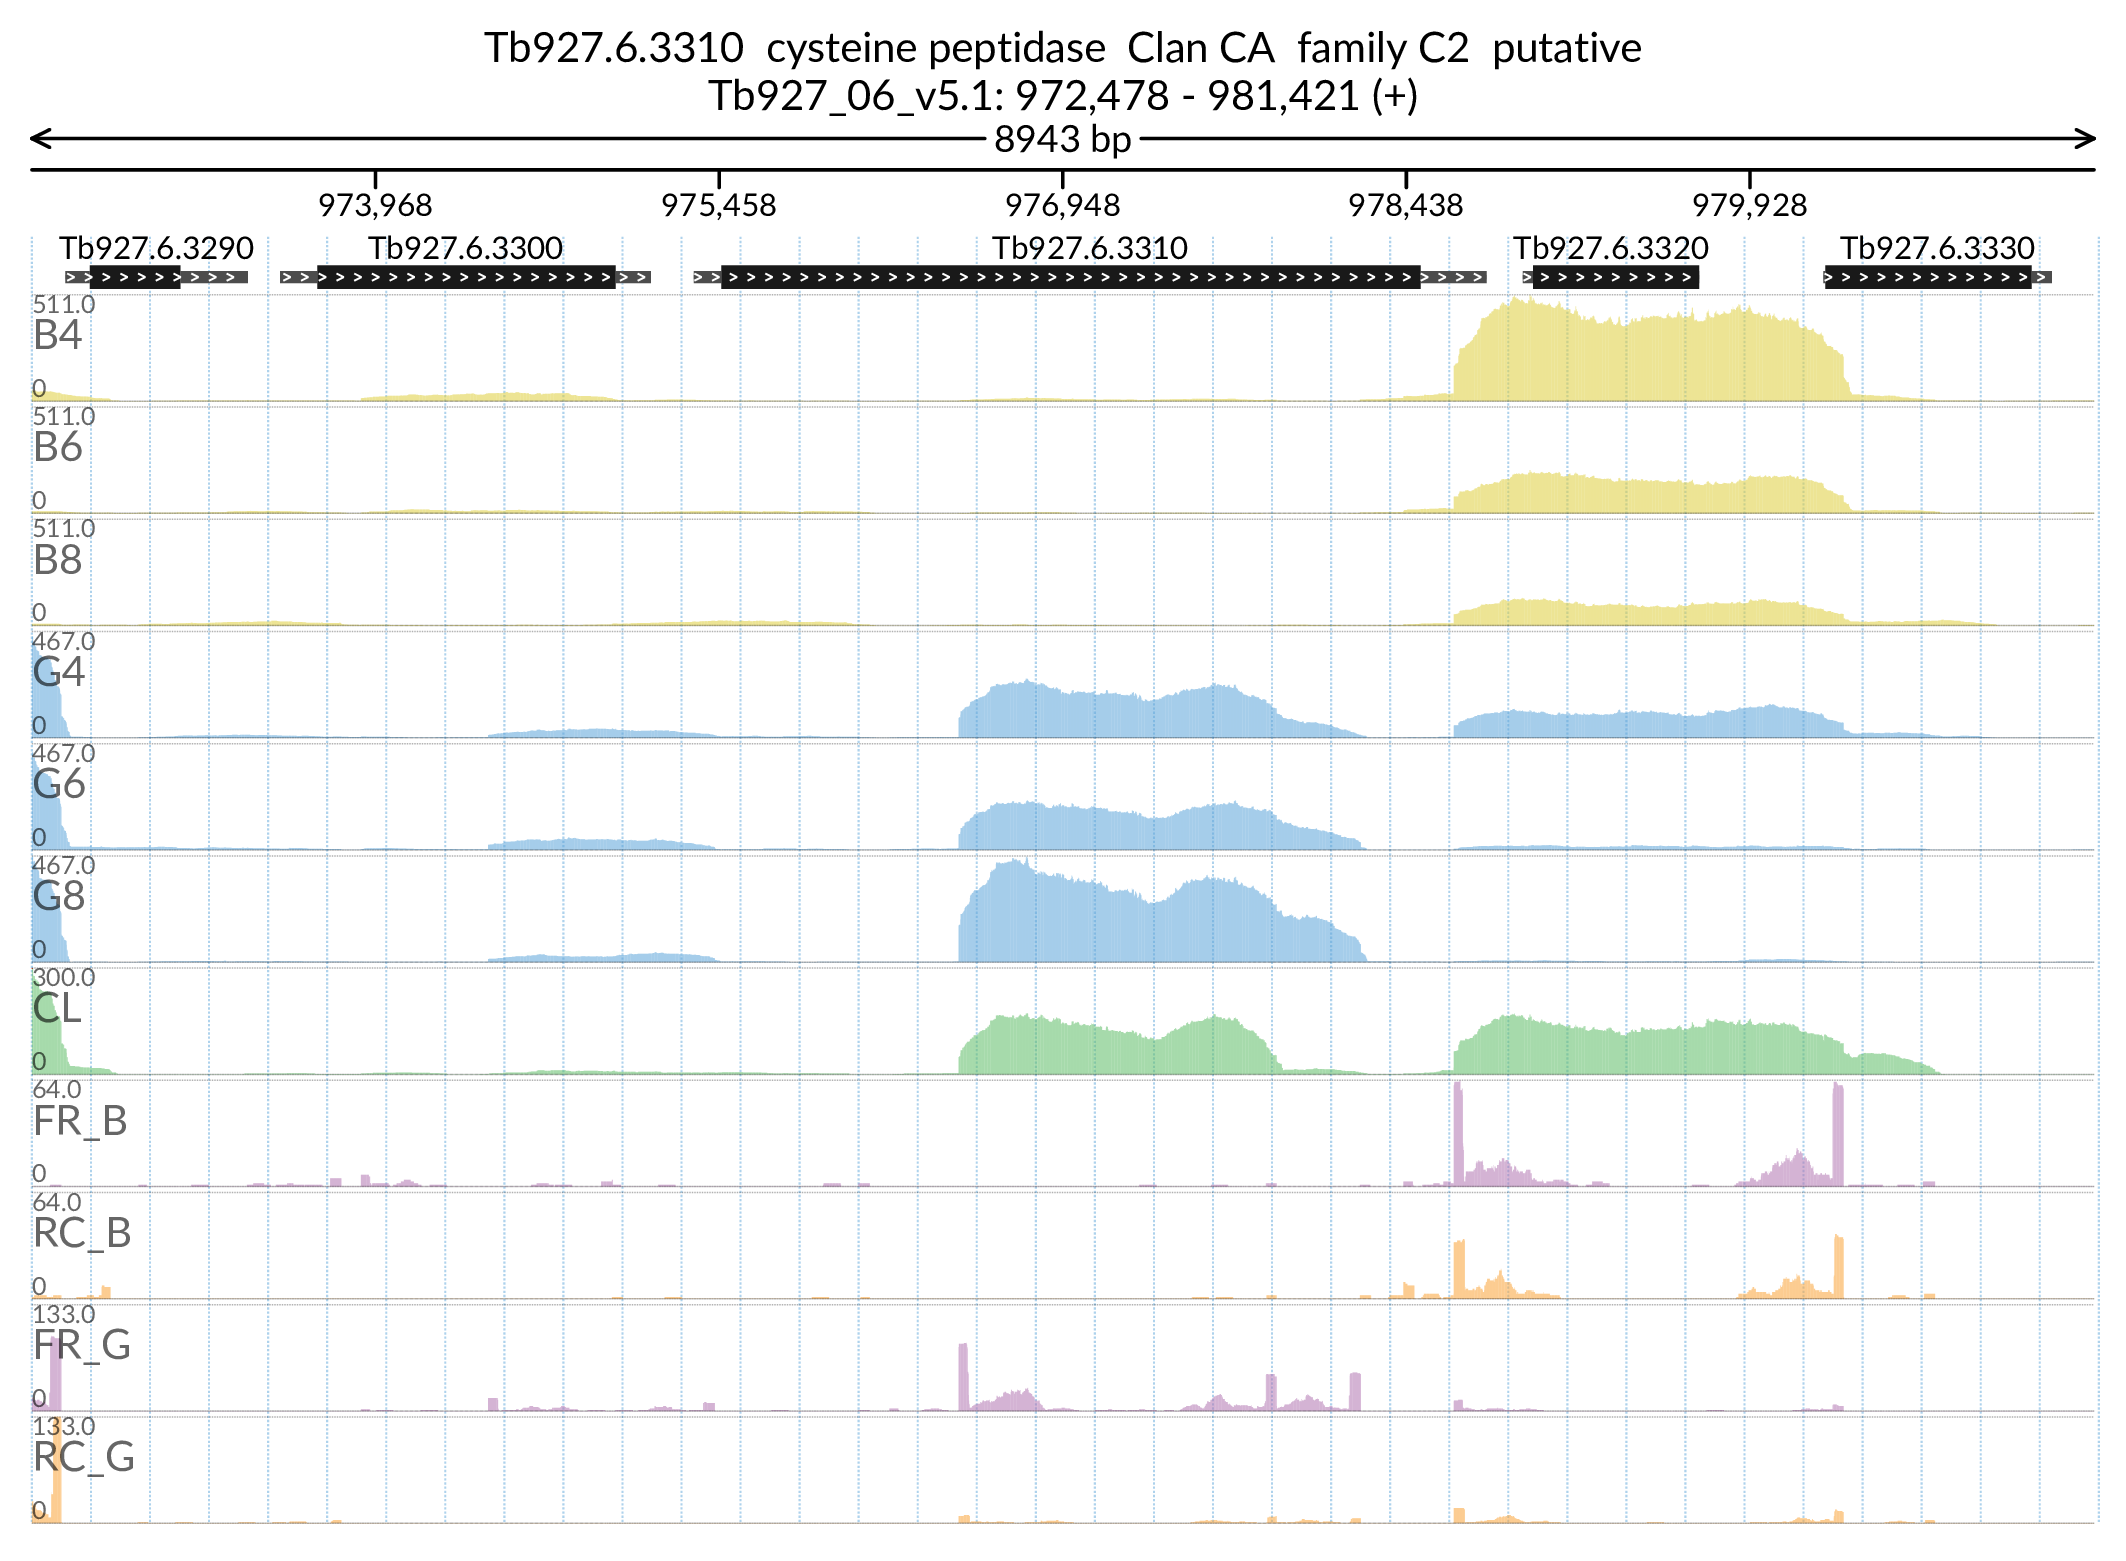 Tb927.6.3310 cysteine peptidase Clan CA family C2 putative
Tb927_06_v5.1: 972,478 - 981,421 (+)
8943 bp
973,968 975,458 976,948 978,438 979,928
Tb927.6.3290 Tb927.6.3300 Tb927.6.3310 Tb927.6.3320 Tb927.6.3330
511.0
B4
0
511.0
B6
0
511.0
B8
0
467.0
G4
0
467.0
G6
0
467.0
G8
0
300.0
CL
0
64.0
FR_B
0
64.0
RC_B
0
133.0
FR_G
0
133.0
RC_G
0